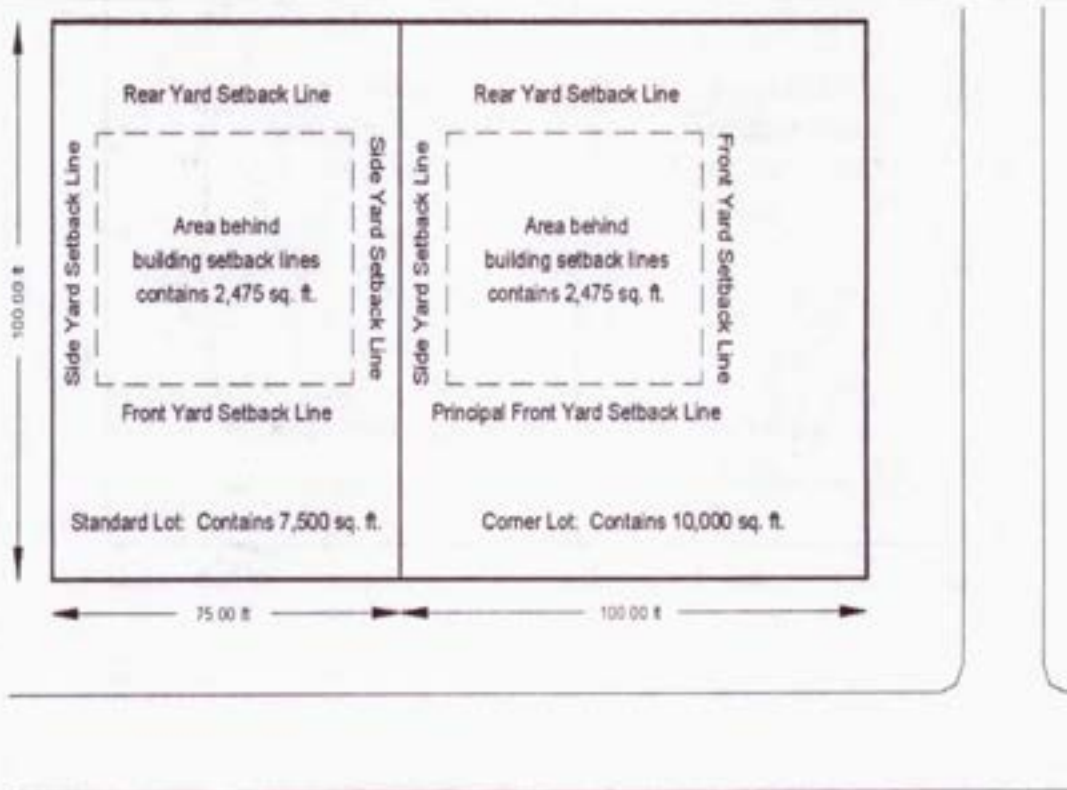 Rear Yard Setback Line
Rear Yard Setback Line
Side Yard Setback Line
Area behind
building setback lines
contains 2,475 sq. ft.
Side Yard Setback Line
Side Yard Setback Line
Area behind
building setback lines
contains 2,475 sq. ft.
Front Yard Setback Line
100.00 ft
Front Yard Setback Line
Principal Front Yard Setback Line
Standard Lot: Contains 7,500 sq. ft.
Corner Lot: Contains 10,000 sq. ft.
75.00 ft
100.00 ft